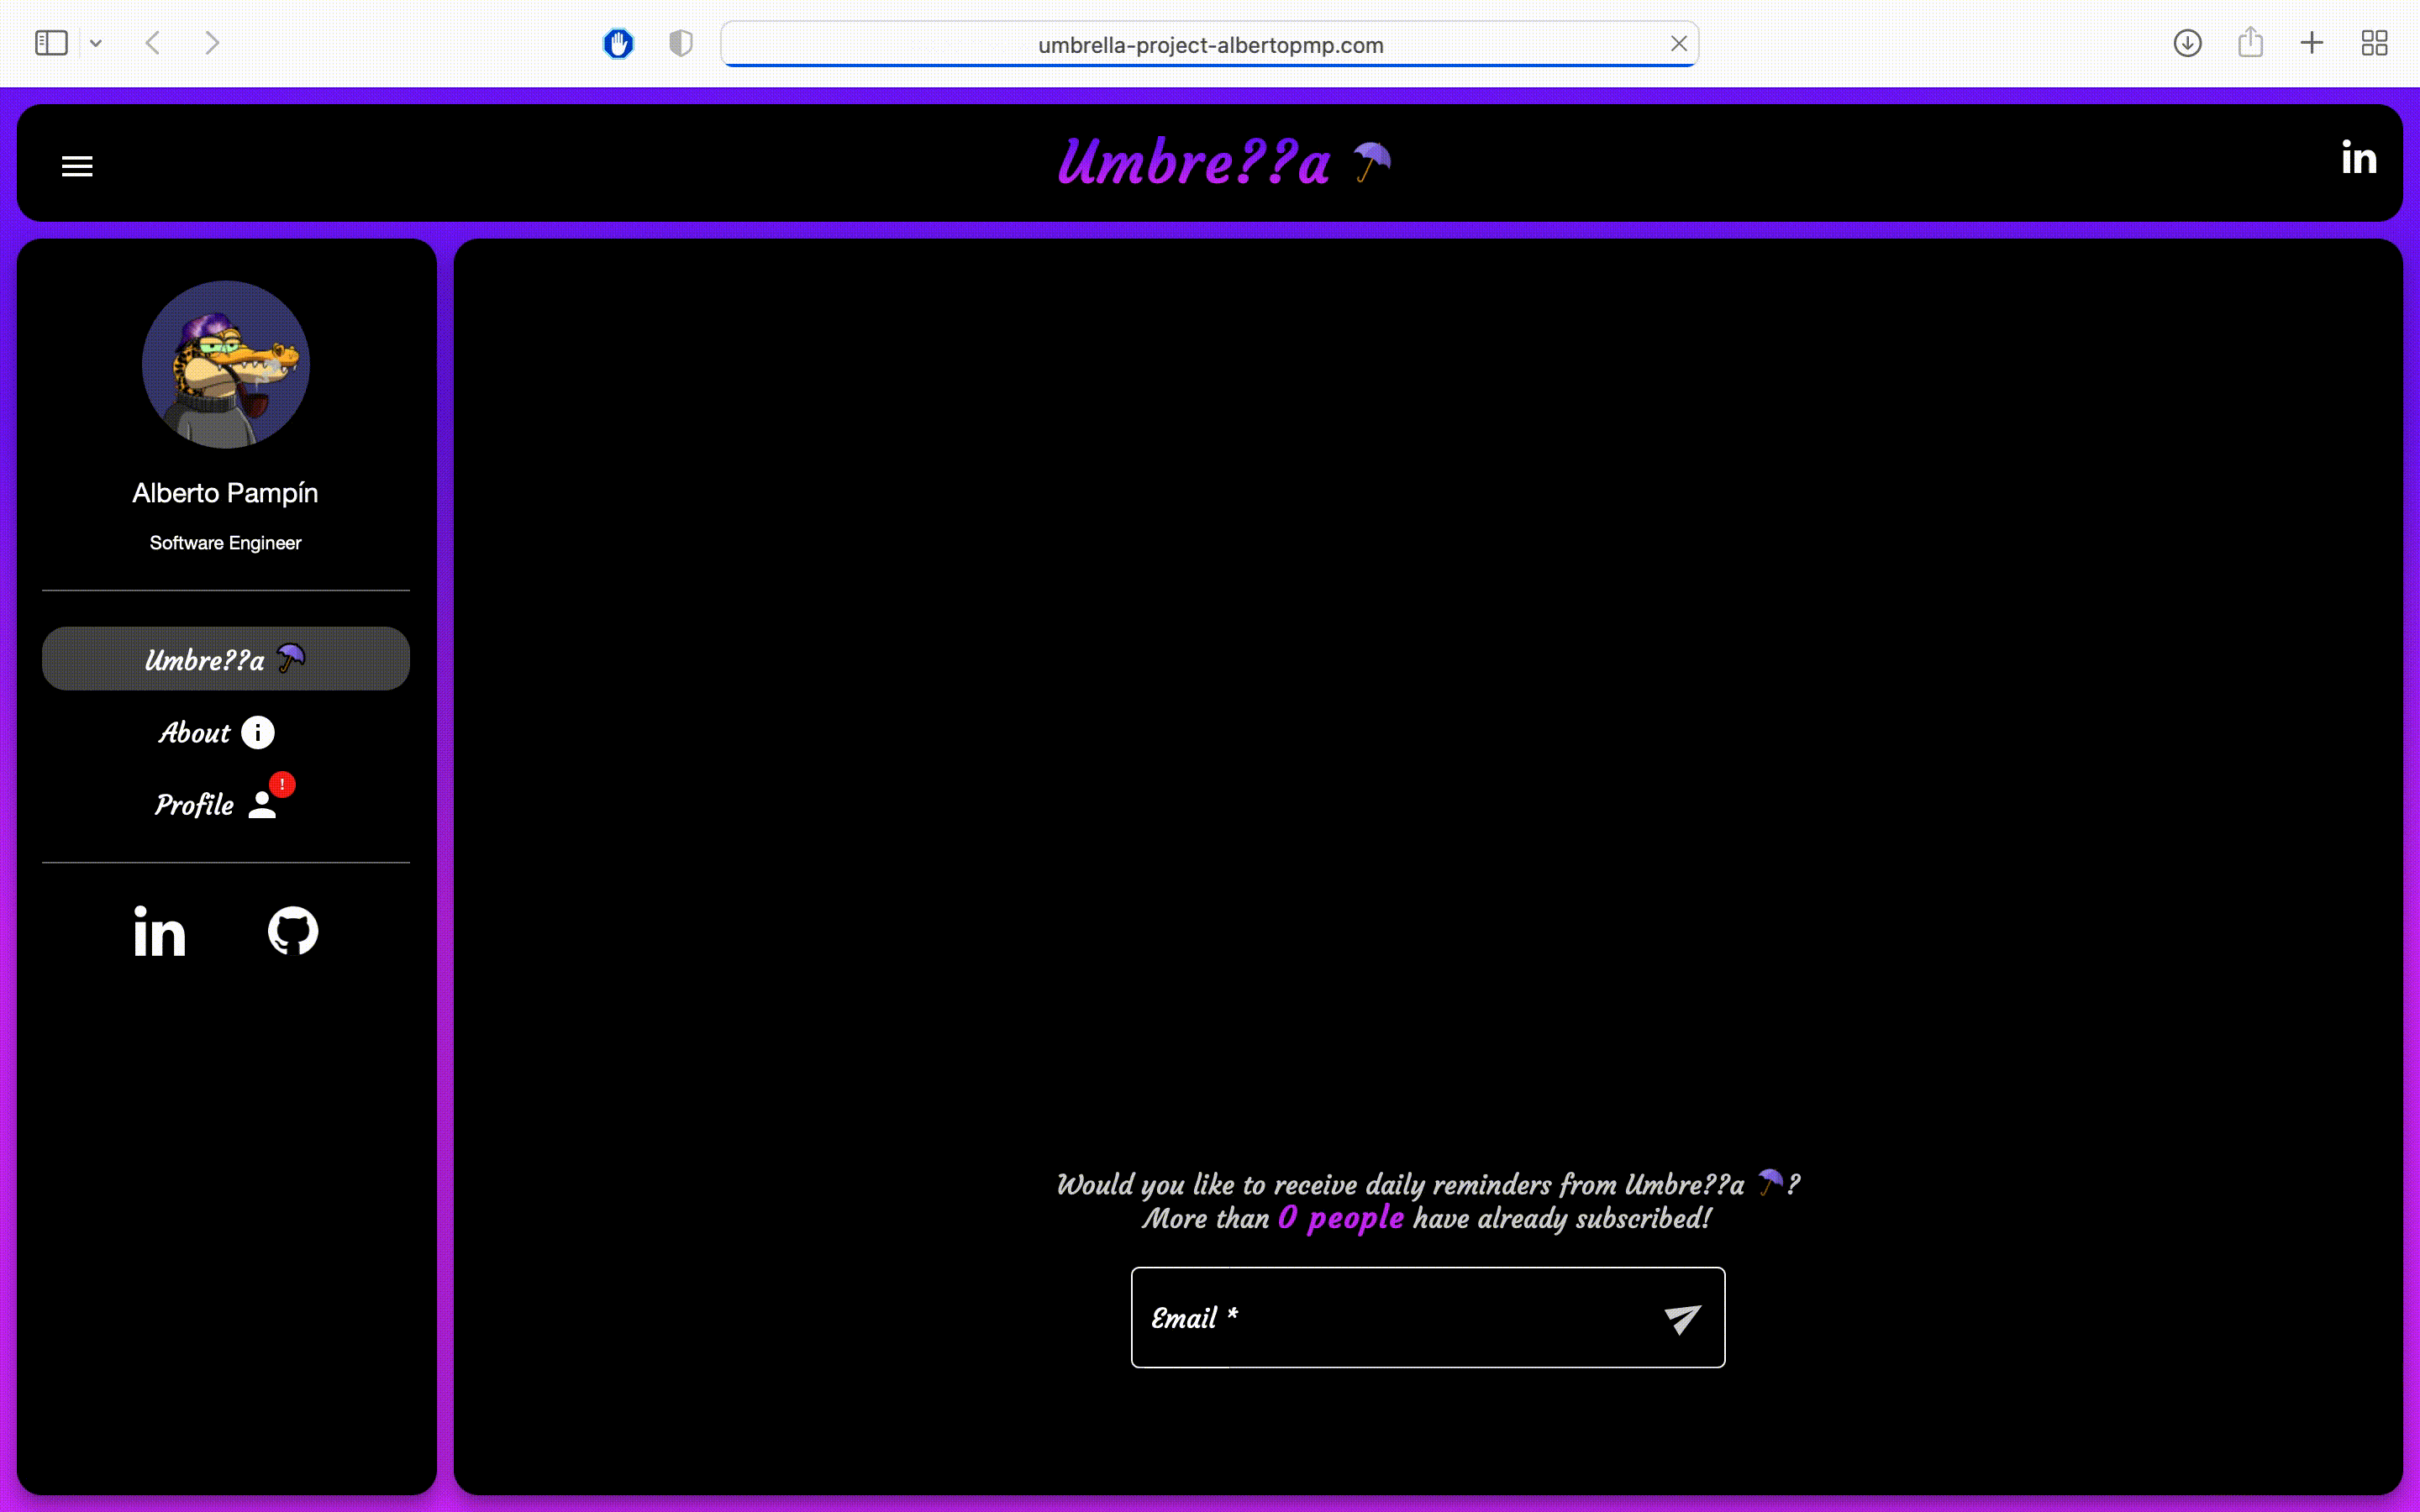 umbrella-project-albertopmp.com
Umbre??a ☂
in
Alberto Pampín
Software Engineer
Umbre??a ☂
About i
Profile !
in
Would you like to receive daily reminders from Umbre??a ☂?
More than 0 people have already subscribed!
Email *